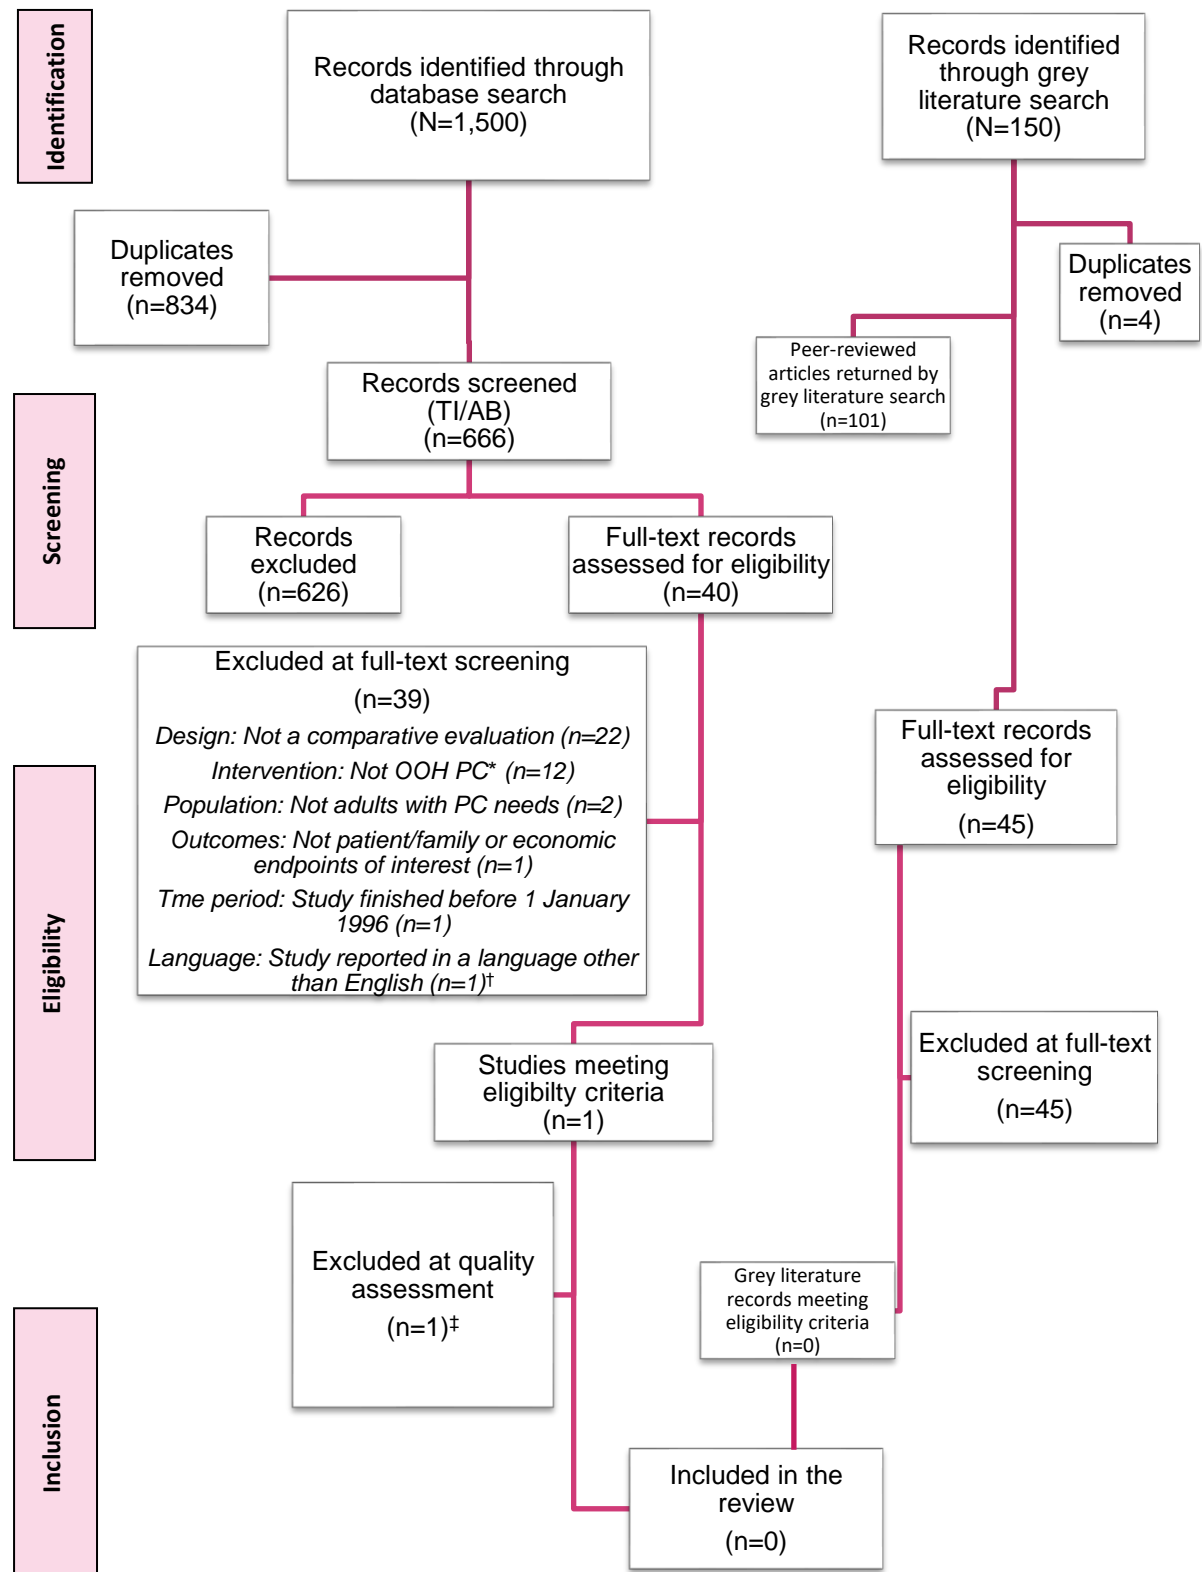 Identification
Records identified through
database search
(N=1,500)
Records identified
through grey
literature search
(N=150)
Duplicates
removed
(n=834)
Duplicates
removed
(n=4)
Peer-reviewed
articles returned by
grey literature search
(n=101)
Screening
Records screened
(TI/AB)
(n=666)
Records
excluded
(n=626)
Full-text records
assessed for eligibility
(n=40)
Excluded at full-text screening
(n=39)
Design: Not a comparative evaluation (n=22)
Intervention: Not OOH PC* (n=12)
Population: Not adults with PC needs (n=2)
Outcomes: Not patient/family or economic
endpoints of interest (n=1)
Tme period: Study finished before 1 January
1996 (n=1)
Language: Study reported in a language other
than English (n=1)†
Full-text records
assessed for
eligibility
(n=45)
Eligibility
Excluded at full-text
screening
(n=45)
Studies meeting
eligibilty criteria
(n=1)
Excluded at quality
assessment
(n=1)‡
Grey literature
records meeting
eligibility criteria
(n=0)
Inclusion
Included in the
review
(n=0)